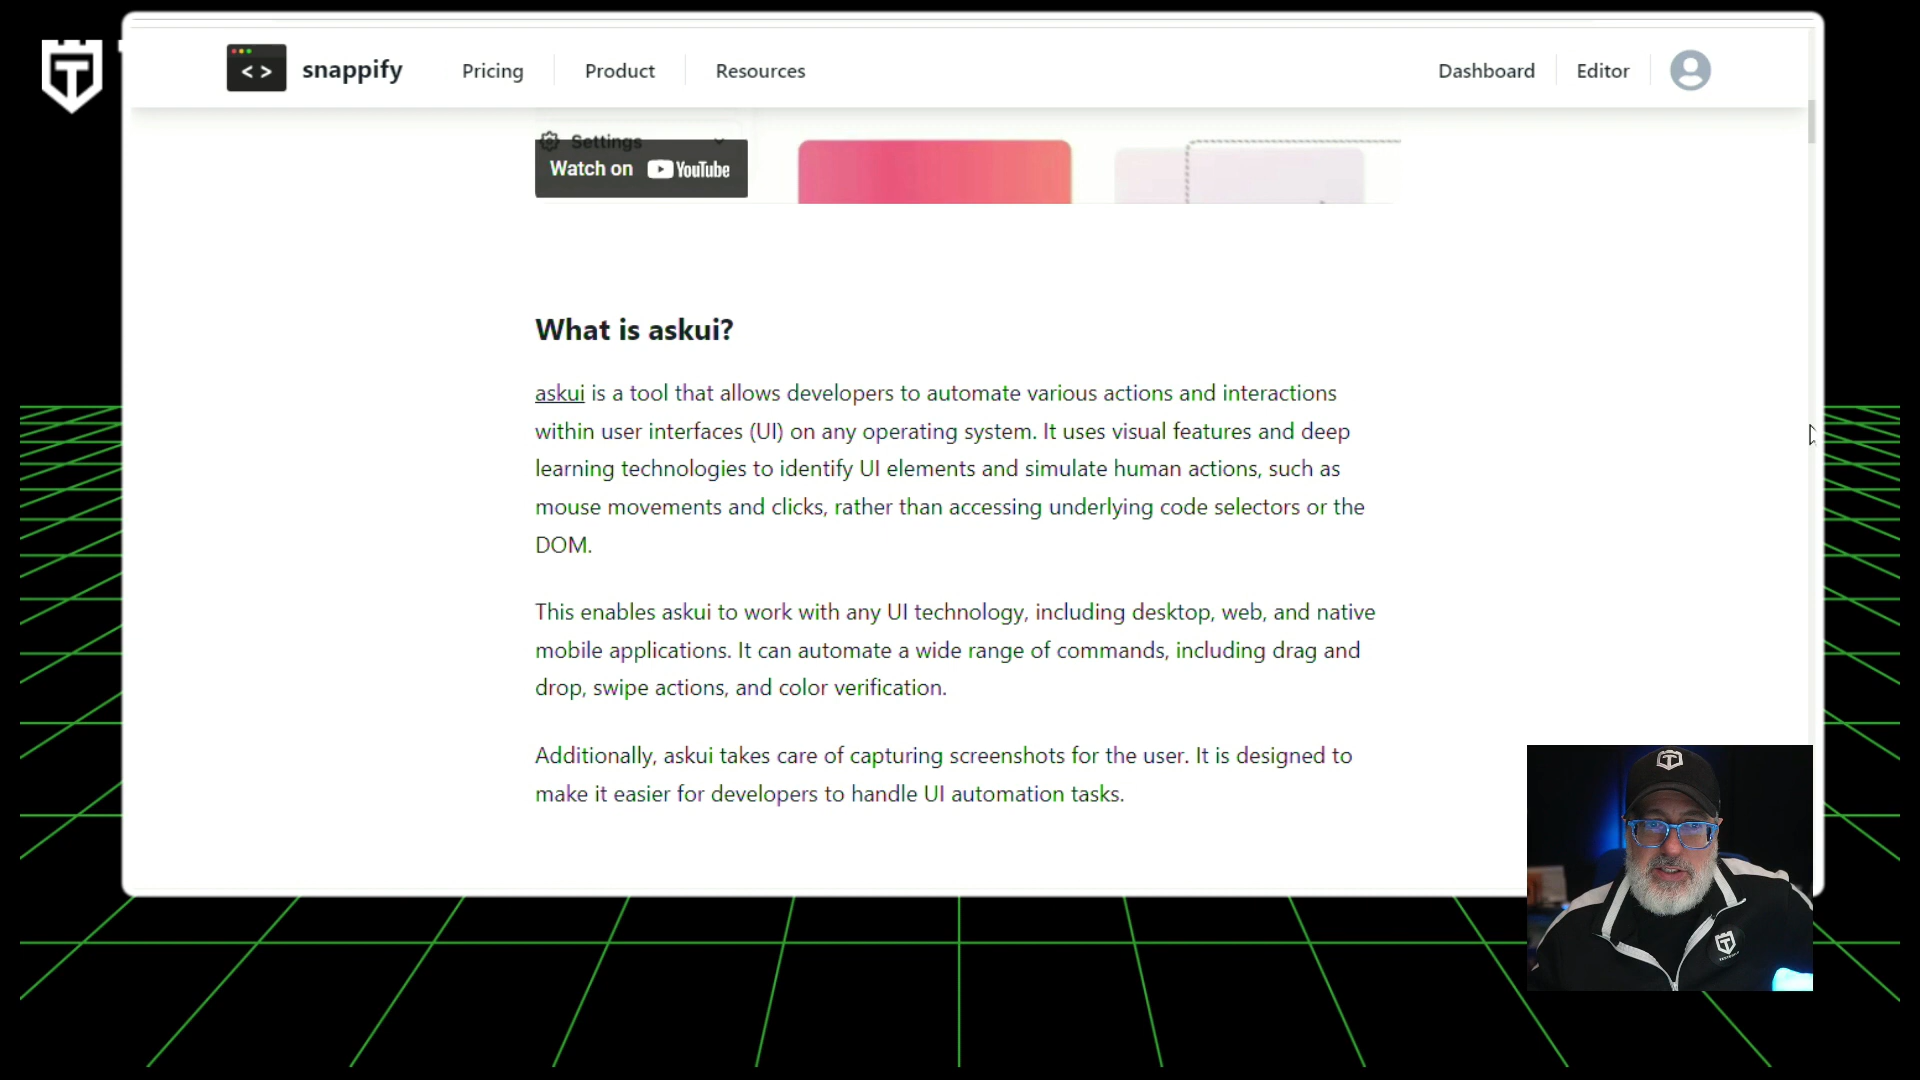 T
< > snappify Pricing Product Resources Dashboard Editor
Settings
Watch on YouTube
What is askui?
askui is a tool that allows developers to automate various actions and interactions
within user interfaces (UI) on any operating system. It uses visual features and deep
learning technologies to identify UI elements and simulate human actions, such as
mouse movements and clicks, rather than accessing underlying code selectors or the
DOM.
This enables askui to work with any UI technology, including desktop, web, and native
mobile applications. It can automate a wide range of commands, including drag and
drop, swipe actions, and color verification.
Additionally, askui takes care of capturing screenshots for the user. It is designed to
make it easier for developers to handle UI automation tasks.
T
T